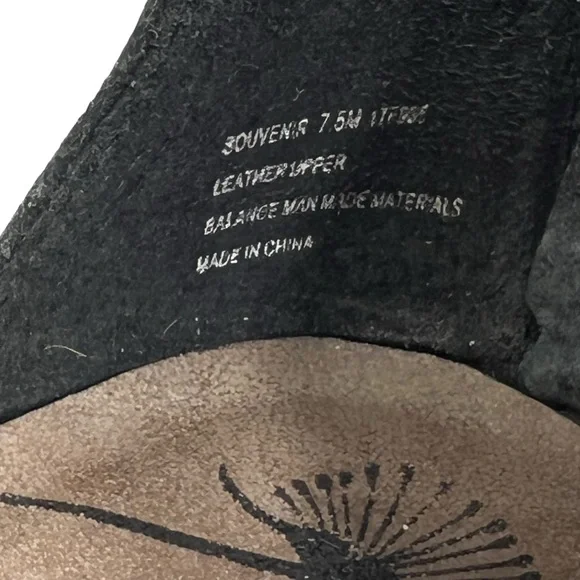 SOUVENIR 7.5M
LEATHER UPPER
BALANCE MAN MADE MATERIALS
MADE IN CHINA